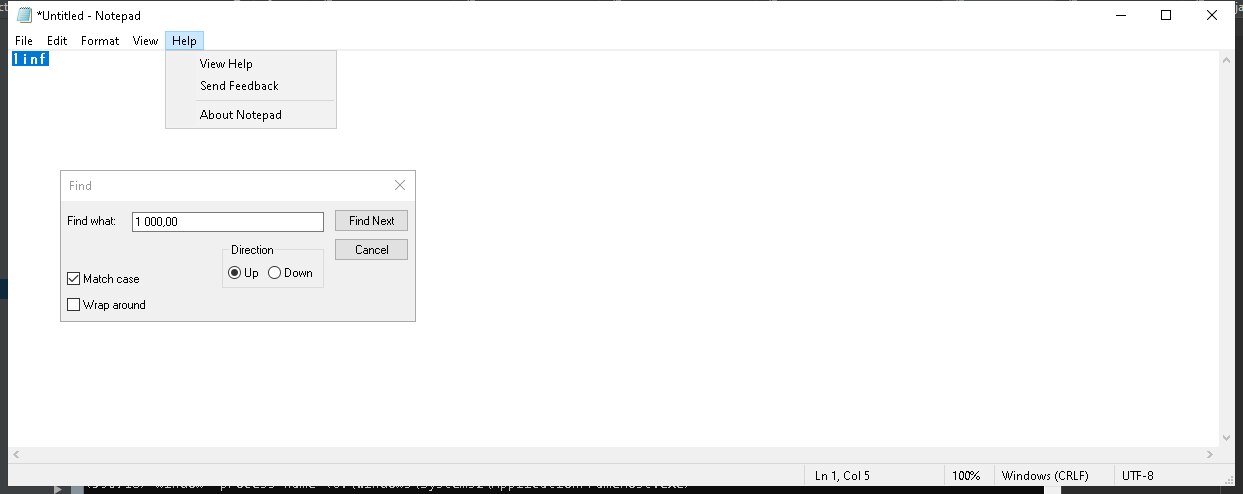 *Untitled - Notepad
File Edit Format View Help
linf
View Help
Send Feedback
About Notepad
Find
Find what: 1 000,00 Find Next
Direction Cancel
Up Down
Match case
Wrap around
Ln 1, Col 5 100% Windows (CRLF) UTF-8